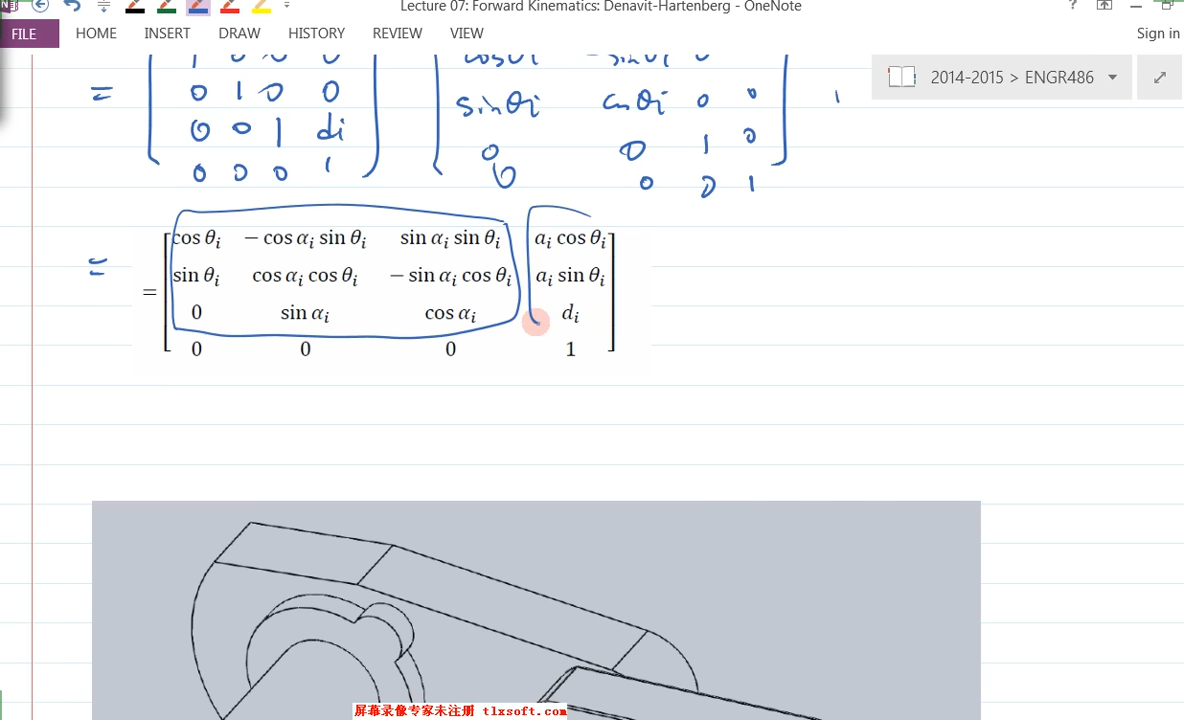 Lecture 07: Forward Kinematics: Denavit-Hartenberg - OneNote
FILE HOME INSERT DRAW HISTORY REVIEW VIEW Sign in
2014-2015 > ENGR486
= 0 1 0 0 sin θi cos θi 0 0
0 0 1 di 0 0 1 0
0 0 0 1 0 0 0 1
= cos θᵢ − cos αᵢ sin θᵢ sin αᵢ sin θᵢ aᵢ cos θᵢ
= sin θᵢ cos αᵢ cos θᵢ − sin αᵢ cos θᵢ aᵢ sin θᵢ
0 sin αᵢ cos αᵢ dᵢ
0 0 0 1
屏幕录像专家未注册 tlxsoft.com